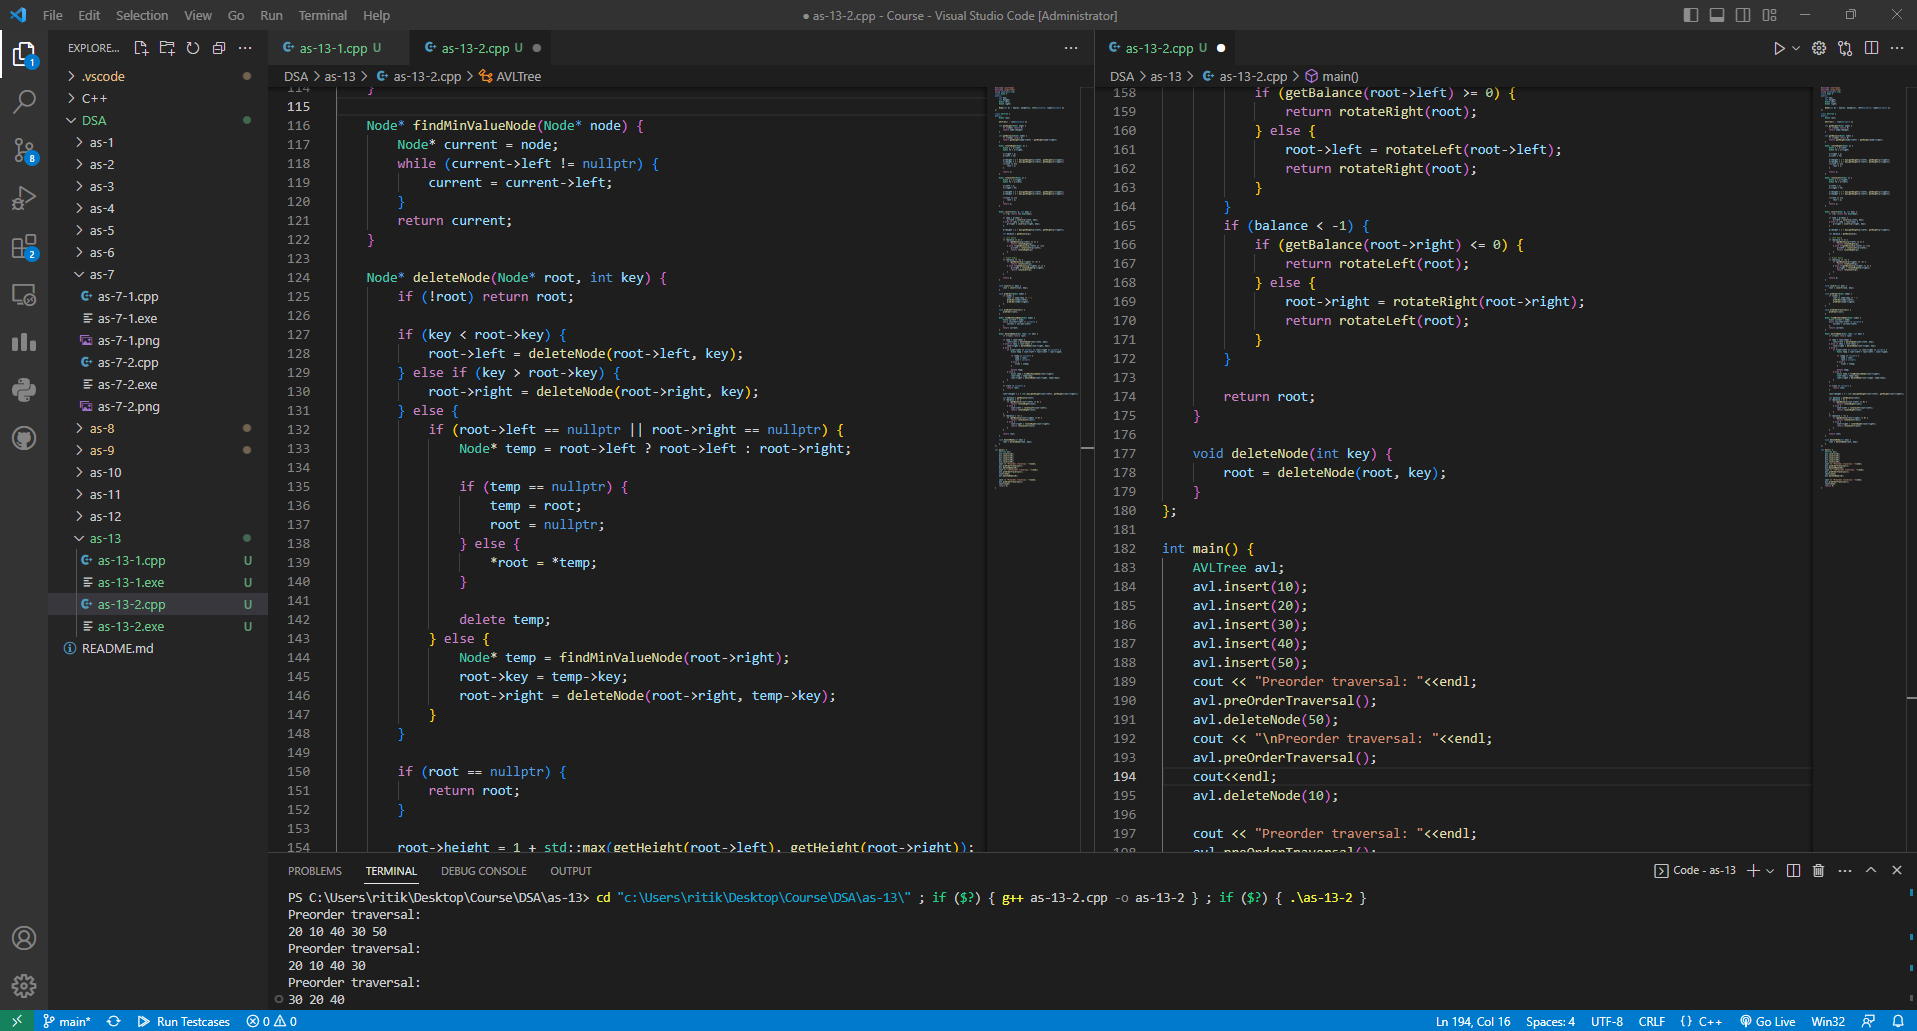 File Edit Selection View Go Run Terminal Help
● as-13-2.cpp - Course - Visual Studio Code [Administrator]
EXPLORE...
.vscode
C++
DSA
as-1
as-2
as-3
as-4
as-5
as-6
as-7
as-7-1.cpp
as-7-1.exe
as-7-1.png
as-7-2.cpp
as-7-2.exe
as-7-2.png
as-8
as-9
as-10
as-11
as-12
as-13
as-13-1.cpp U
as-13-1.exe U
as-13-2.cpp U
as-13-2.exe U
README.md
1
8
2
as-13-1.cpp U as-13-2.cpp U
DSA > as-13 > as-13-2.cpp > AVLTree
114 }
115
116 Node* findMinValueNode(Node* node) {
117 Node* current = node;
118 while (current->left != nullptr) {
119 current = current->left;
120 }
121 return current;
122 }
123
124 Node* deleteNode(Node* root, int key) {
125 if (!root) return root;
126
127 if (key < root->key) {
128 root->left = deleteNode(root->left, key);
129 } else if (key > root->key) {
130 root->right = deleteNode(root->right, key);
131 } else {
132 if (root->left == nullptr || root->right == nullptr) {
133 Node* temp = root->left ? root->left : root->right;
134
135 if (temp == nullptr) {
136 temp = root;
137 root = nullptr;
138 } else {
139 *root = *temp;
140 }
141
142 delete temp;
143 } else {
144 Node* temp = findMinValueNode(root->right);
145 root->key = temp->key;
146 root->right = deleteNode(root->right, temp->key);
147 }
148 }
149
150 if (root == nullptr) {
151 return root;
152 }
153
154 root->height = 1 + std::max(getHeight(root->left), getHeight(root->right));
as-13-2.cpp U
DSA > as-13 > as-13-2.cpp > main()
158 if (getBalance(root->left) >= 0) {
159 return rotateRight(root);
160 } else {
161 root->left = rotateLeft(root->left);
162 return rotateRight(root);
163 }
164 }
165 if (balance < -1) {
166 if (getBalance(root->right) <= 0) {
167 return rotateLeft(root);
168 } else {
169 root->right = rotateRight(root->right);
170 return rotateLeft(root);
171 }
172 }
173
174 return root;
175 }
176
177 void deleteNode(int key) {
178 root = deleteNode(root, key);
179 }
180 };
181
182 int main() {
183 AVLTree avl;
184 avl.insert(10);
185 avl.insert(20);
186 avl.insert(30);
187 avl.insert(40);
188 avl.insert(50);
189 cout << "Preorder traversal: "<<endl;
190 avl.preOrderTraversal();
191 avl.deleteNode(50);
192 cout << "\nPreorder traversal: "<<endl;
193 avl.preOrderTraversal();
194 cout<<endl;
195 avl.deleteNode(10);
196
197 cout << "Preorder traversal: "<<endl;
198 avl.preOrderTraversal();
PROBLEMS TERMINAL DEBUG CONSOLE OUTPUT
Code - as-13
PS C:\Users\ritik\Desktop\Course\DSA\as-13> cd "c:\Users\ritik\Desktop\Course\DSA\as-13\" ; if ($?) { g++ as-13-2.cpp -o as-13-2 } ; if ($?) { .\as-13-2 }
Preorder traversal:
20 10 40 30 50
Preorder traversal:
20 10 40 30
Preorder traversal:
30 20 40
main* Run Testcases 0 0
Ln 194, Col 16 Spaces: 4 UTF-8 CRLF {} C++ Go Live Win32